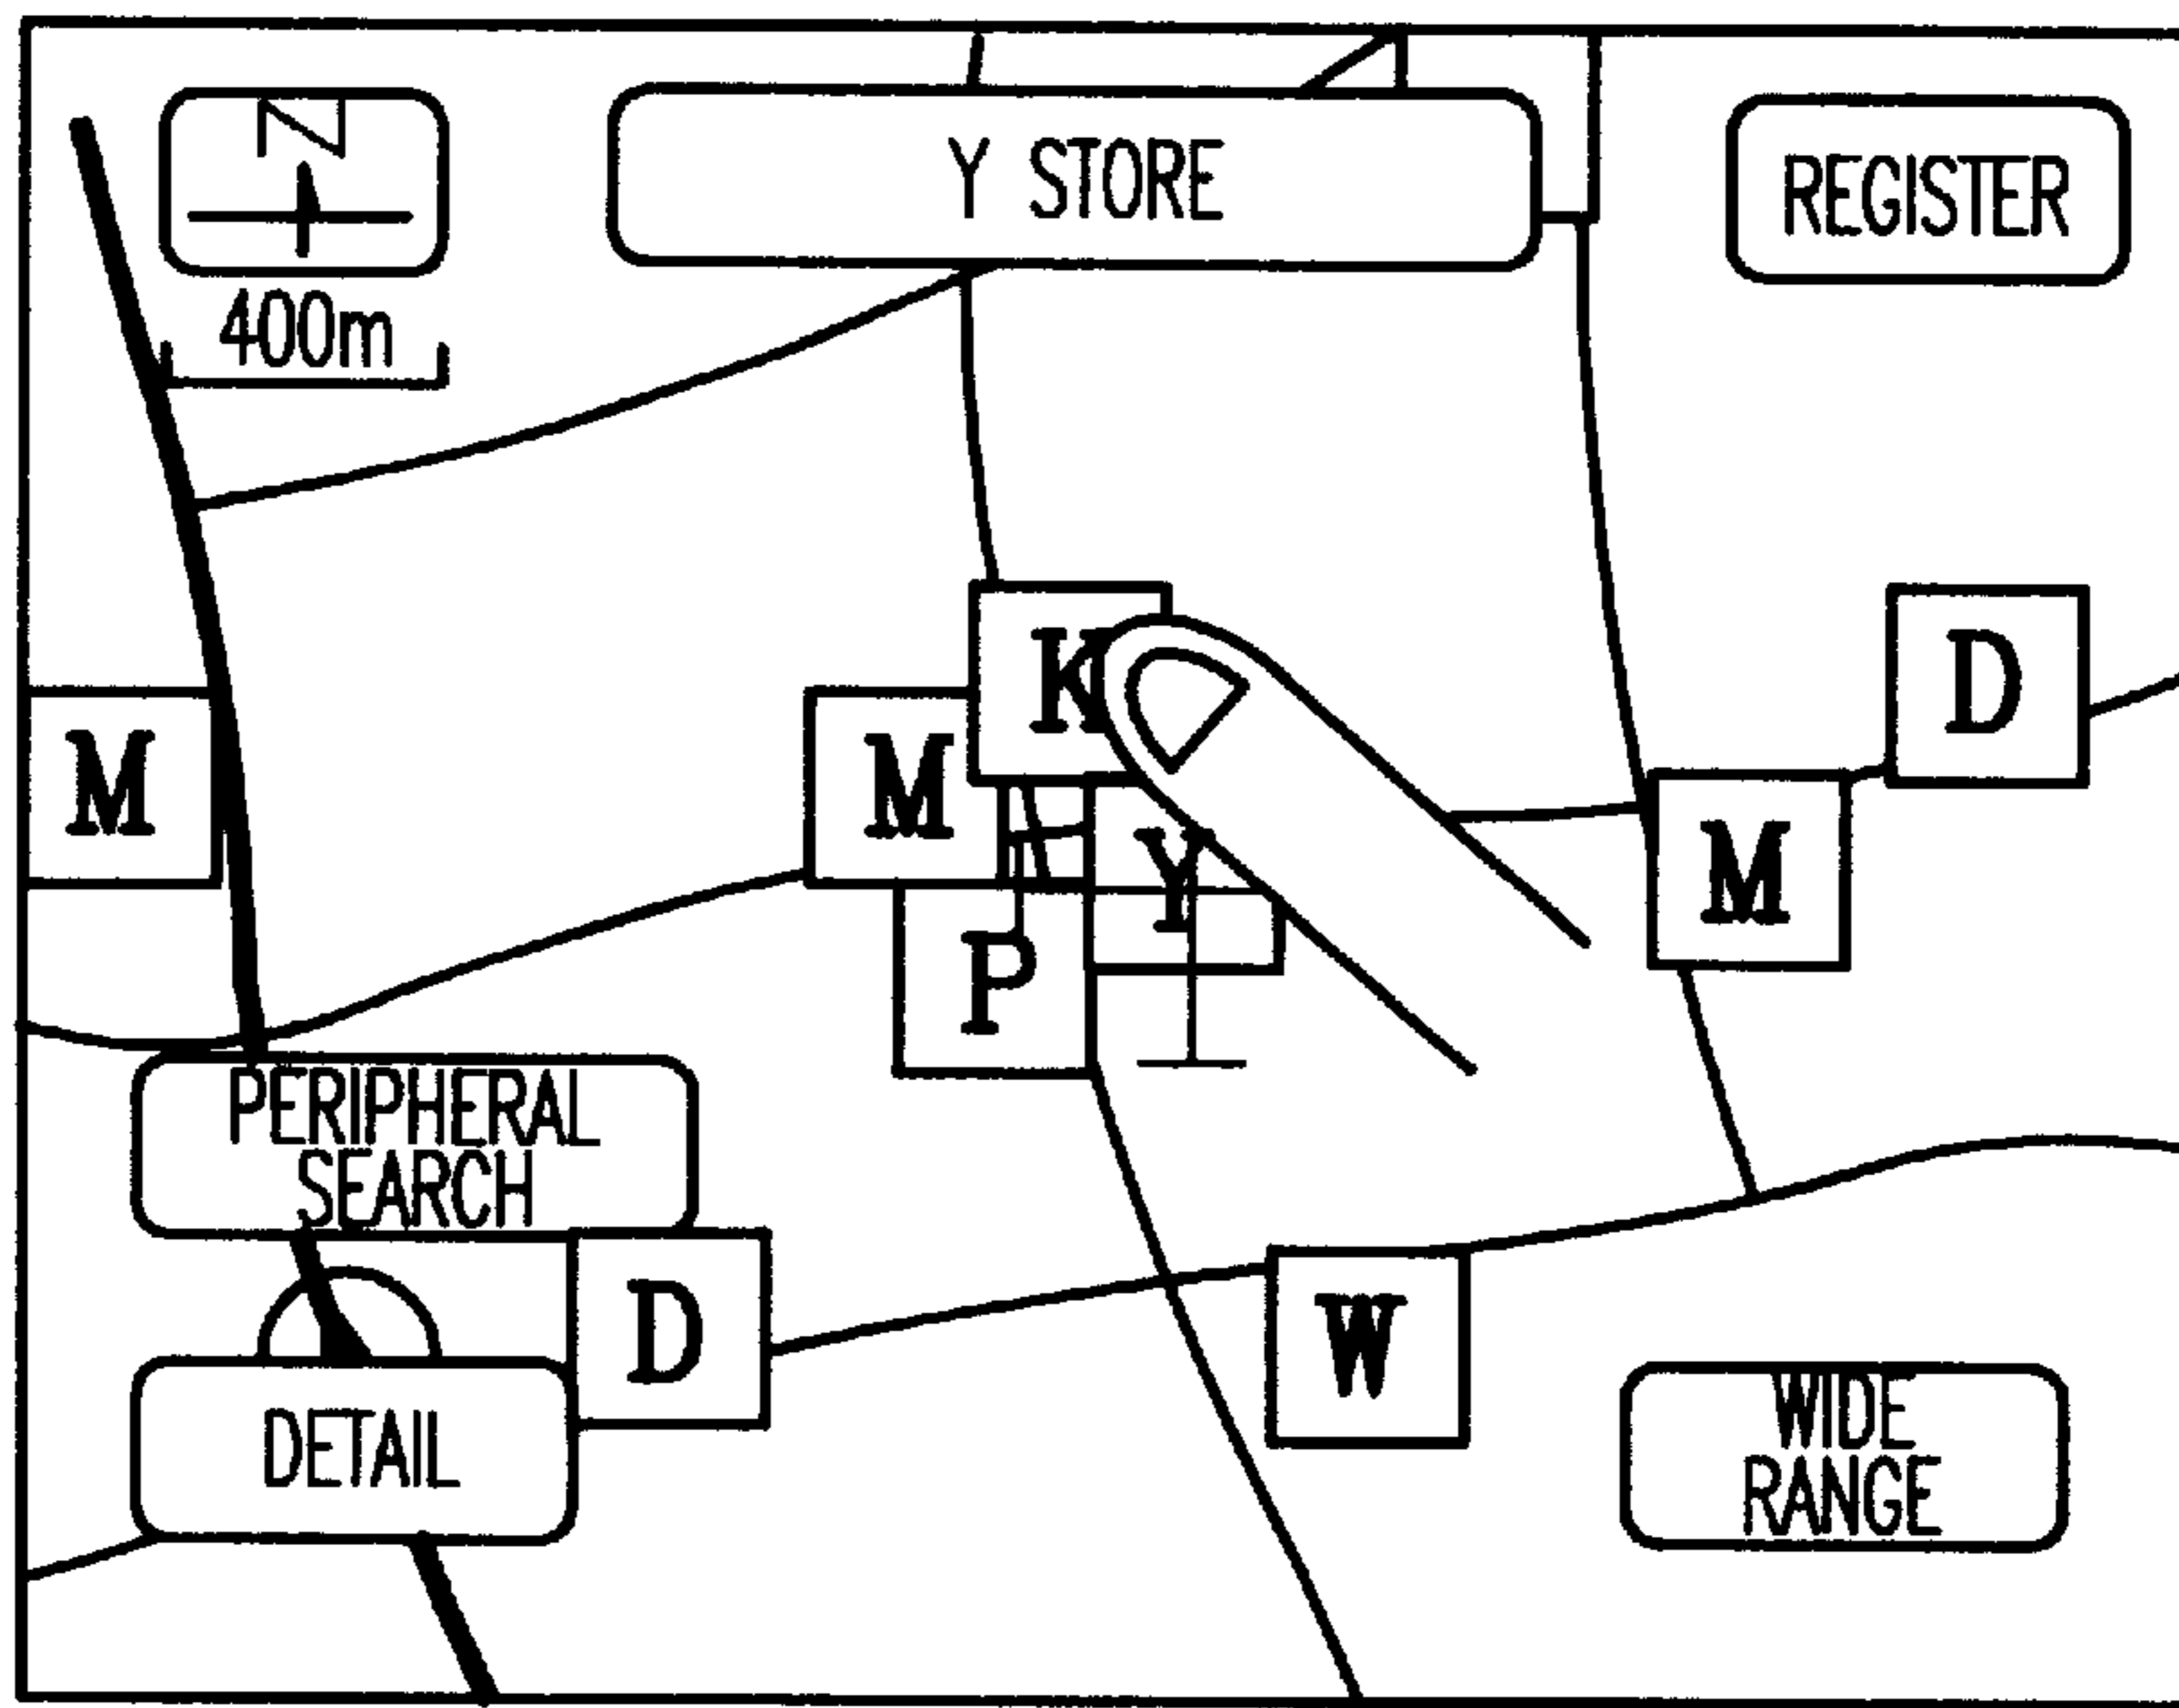 N
Y STORE
REGISTER
400m
K
D
M
M
Y
M
P
PERIPHERAL
SEARCH
D
W
DETAIL
WIDE
RANGE